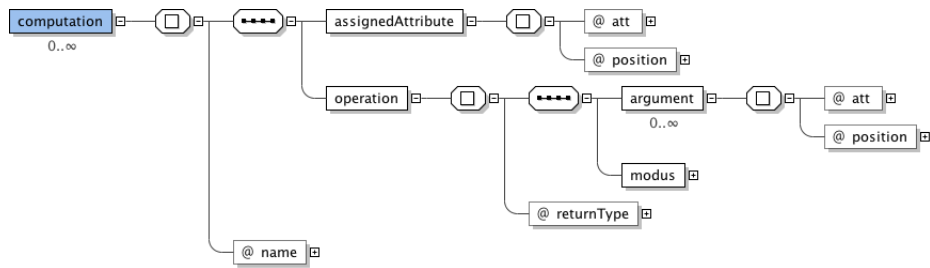 computation
0..∞
assignedAttribute
@ att
@ position
operation
argument
0..∞
@ att
@ position
modus
@ returnType
@ name